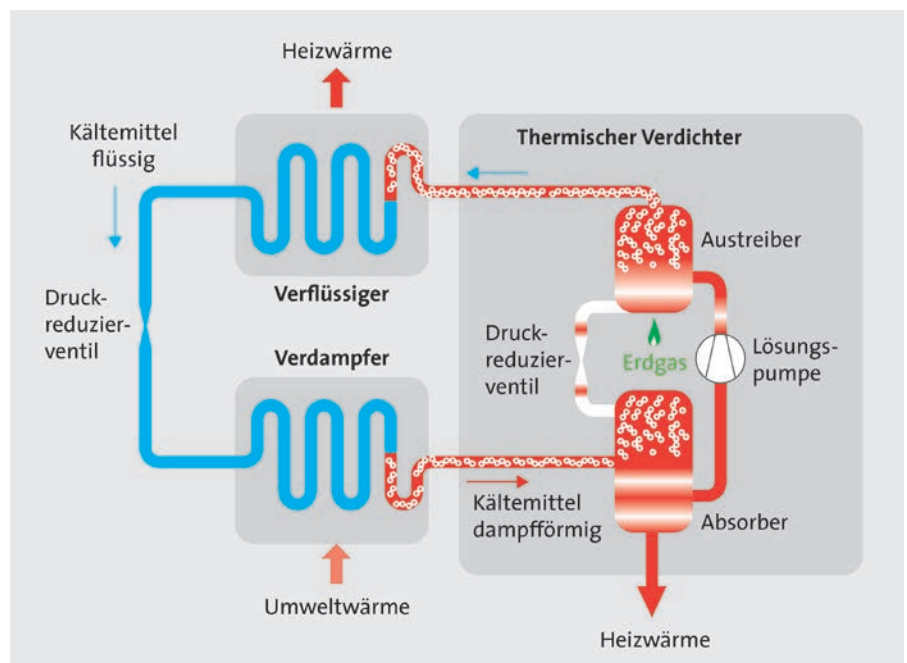 Heizwärme
Kältemittel
flüssig
Thermischer Verdichter
Austreiber
Verflüssiger
Druck-
reduzier-
ventil
Druck-
reduzier-
ventil
Erdgas
Lösungs-
pumpe
Verdampfer
Kältemittel
dampfförmig
Absorber
Umweltwärme
Heizwärme